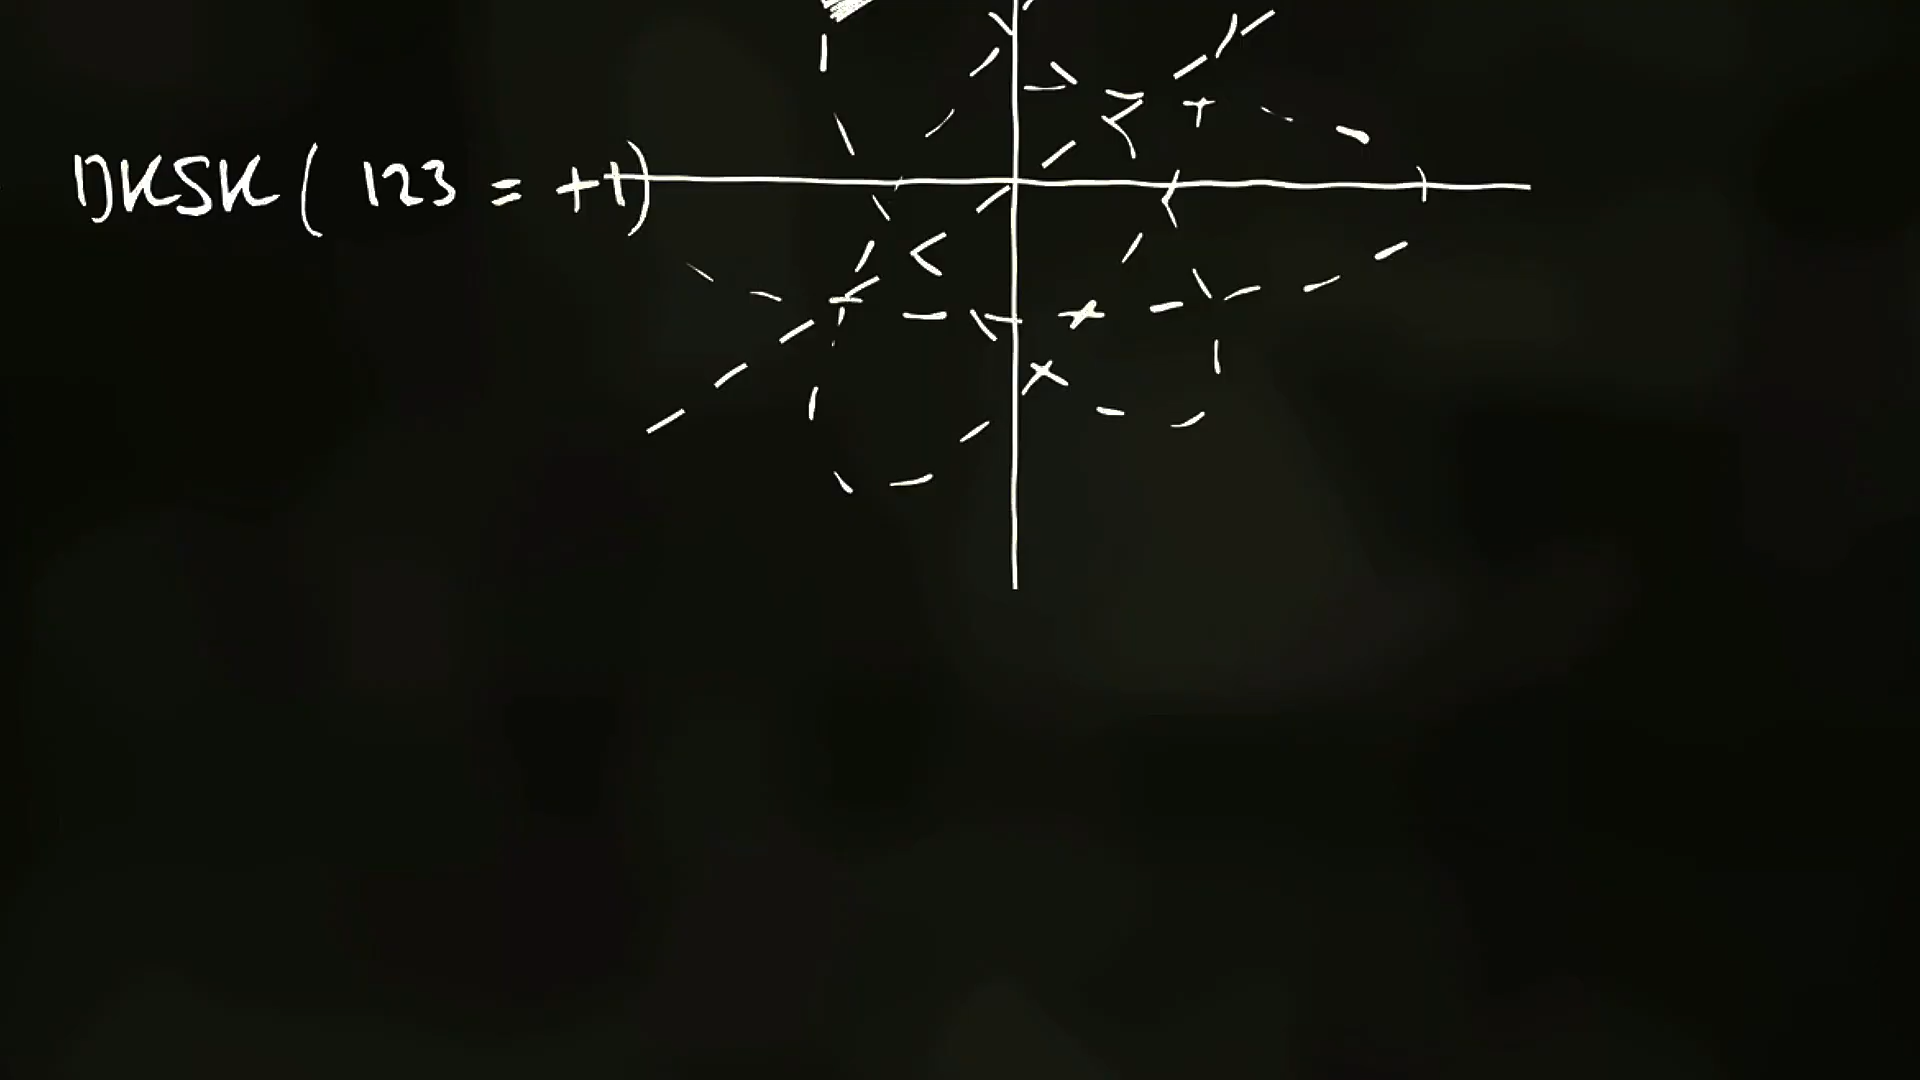 DKSK ( 123 = +1)